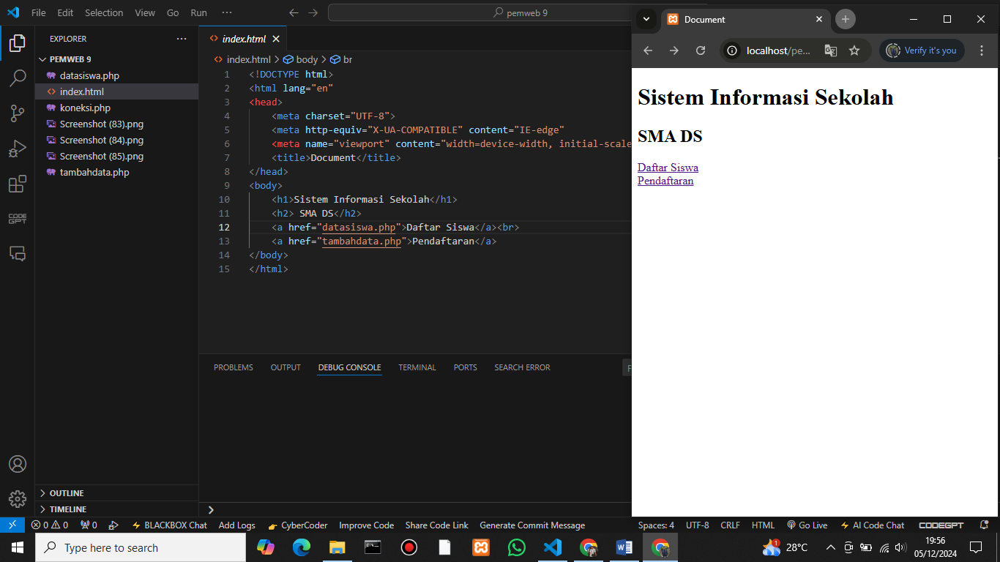 File Edit Selection View Go Run ··· pemweb 9
EXPLORER ···
PEMWEB 9
datasiswa.php
index.html
koneksi.php
Screenshot (83).png
Screenshot (84).png
Screenshot (85).png
tambahdata.php
OUTLINE
TIMELINE
index.html
index.html > body > br
1 <!DOCTYPE html>
2 <html lang="en"
3 <head>
4 <meta charset="UTF-8">
5 <meta http-equiv="X-UA-COMPATIBLE" content="IE-edge"
6 <meta name="viewport" content="width=device-width, initial-scale
7 <title>Document</title>
8 </head>
9 <body>
10 <h1>Sistem Informasi Sekolah</h1>
11 <h2> SMA DS</h2>
12 <a href="datasiswa.php">Daftar Siswa</a><br>
13 <a href="tambahdata.php">Pendaftaran</a>
14 </body>
15 </html>
PROBLEMS OUTPUT DEBUG CONSOLE TERMINAL PORTS SEARCH ERROR F
Document
localhost/pe... Verify it's you
Sistem Informasi Sekolah
SMA DS
Daftar Siswa
Pendaftaran
CODE
GPT
0 0 0 BLACKBOX Chat Add Logs CyberCoder Improve Code Share Code Link Generate Commit Message Spaces: 4 UTF-8 CRLF HTML Go Live AI Code Chat CODEGPT
Type here to search 1 28°C 19:56
05/12/2024